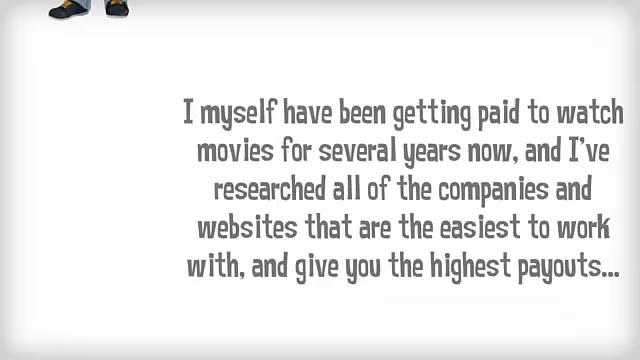 I myself have been getting paid to watch
movies for several years now, and I've
researched all of the companies and
websites that are the easiest to work
with, and give you the highest payouts...